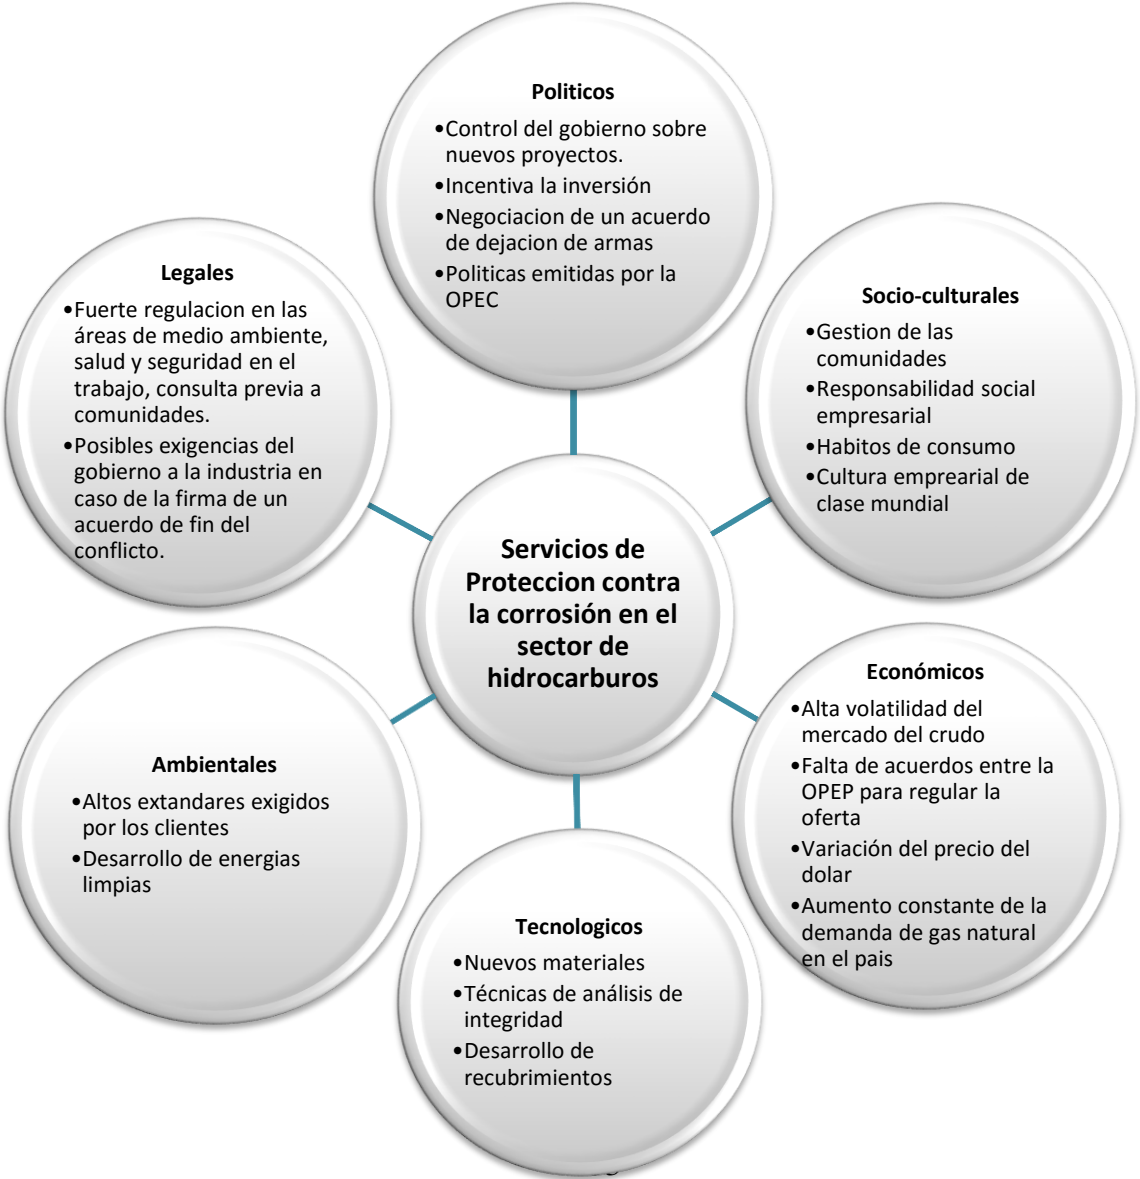 Politicos
•Control del gobierno sobre
nuevos proyectos.
•Incentiva la inversión
•Negociacion de un acuerdo
de dejacion de armas
•Politicas emitidas por la
OPEC
Socio-culturales
•Gestion de las
comunidades
•Responsabilidad social
empresarial
•Habitos de consumo
•Cultura emprearial de
clase mundial
Económicos
•Alta volatilidad del
mercado del crudo
•Falta de acuerdos entre la
OPEP para regular la
oferta
•Variación del precio del
dolar
•Aumento constante de la
demanda de gas natural
en el pais
Tecnologicos
•Nuevos materiales
•Técnicas de análisis de
integridad
•Desarrollo de
recubrimientos
Ambientales
•Altos extandares exigidos
por los clientes
•Desarrollo de energias
limpias
Legales
•Fuerte regulacion en las
áreas de medio ambiente,
salud y seguridad en el
trabajo, consulta previa a
comunidades.
•Posibles exigencias del
gobierno a la industria en
caso de la firma de un
acuerdo de fin del
conflicto.
Servicios de
Proteccion contra
la corrosión en el
sector de
hidrocarburos